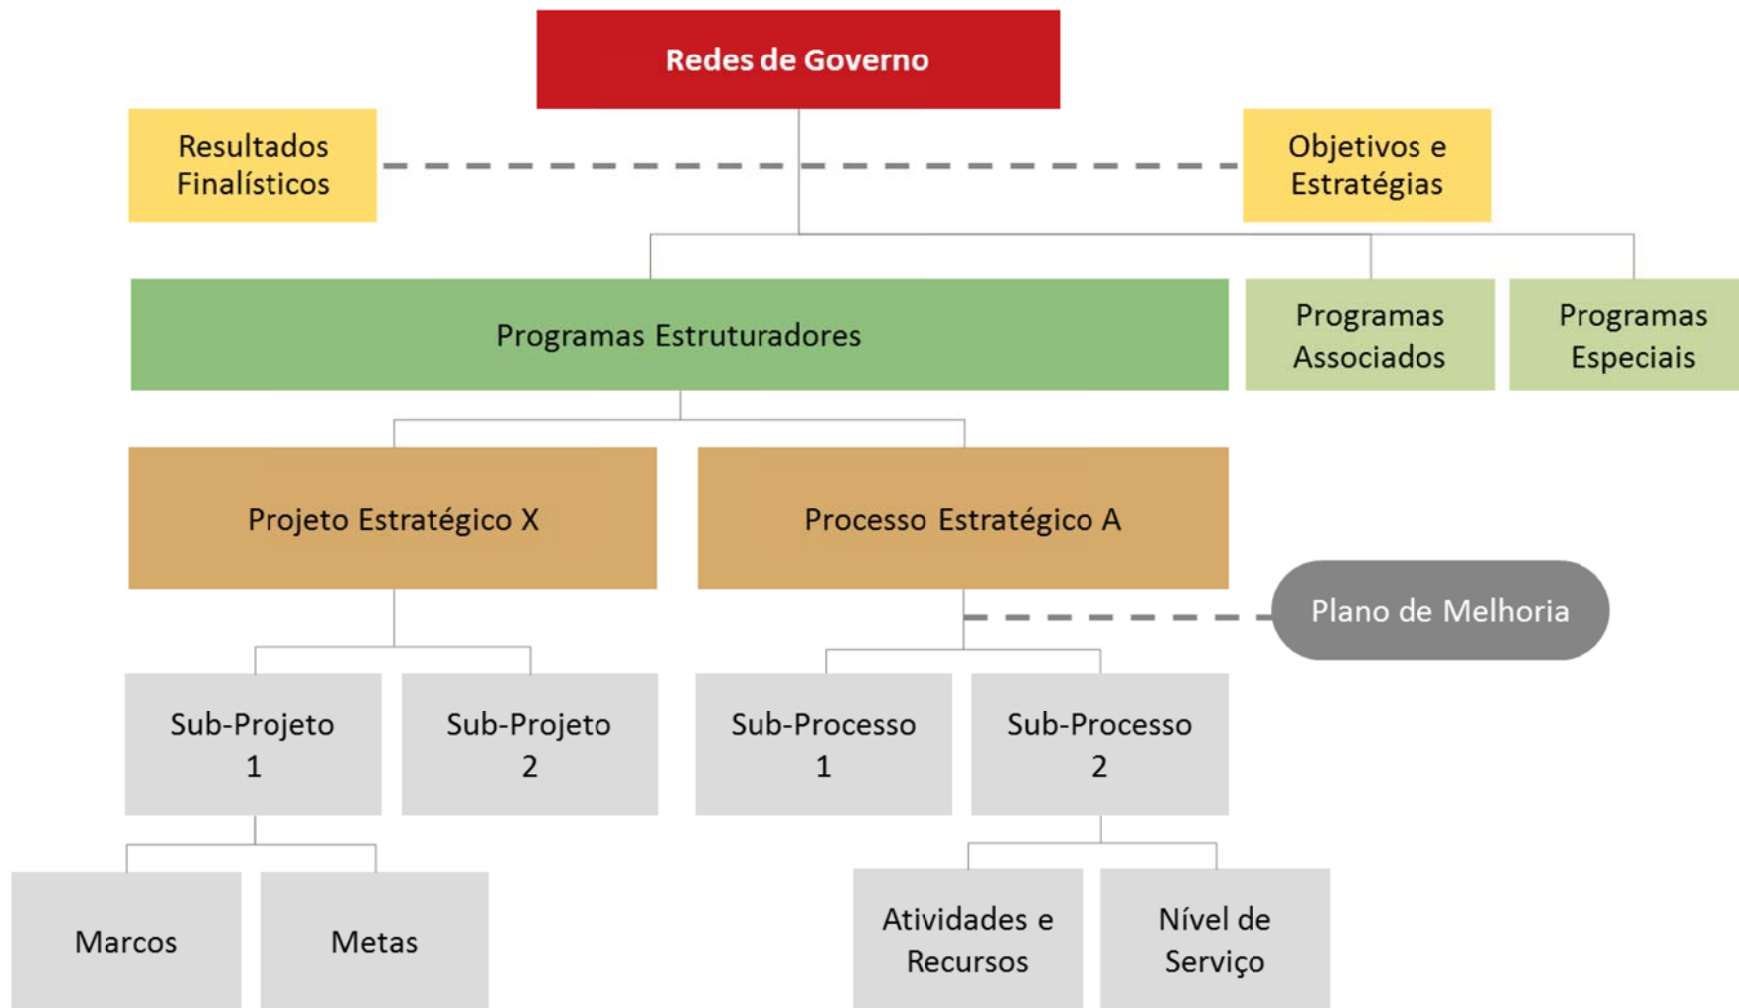 Redes de Governo
Resultados
Finalísticos
Objetivos e
Estratégias
Programas Estruturadores
Programas
Associados
Programas
Especiais
Projeto Estratégico X
Processo Estratégico A
Plano de Melhoria
Sub-Projeto
1
Sub-Projeto
2
Sub-Processo
1
Sub-Processo
2
Marcos
Metas
Atividades e
Recursos
Nível de
Serviço